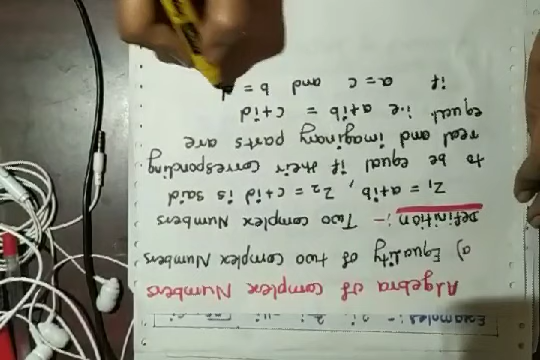 Examples :-
Algebra of complex Numbers
a) Equality of two Complex Numbers
Definition :- Two complex Numbers
z₁ = a+ib, z₂ = c+id is said
to be equal if their corresponding
real and imaginary parts are
equal. i.e a+ib = c+id
if a = c and b =